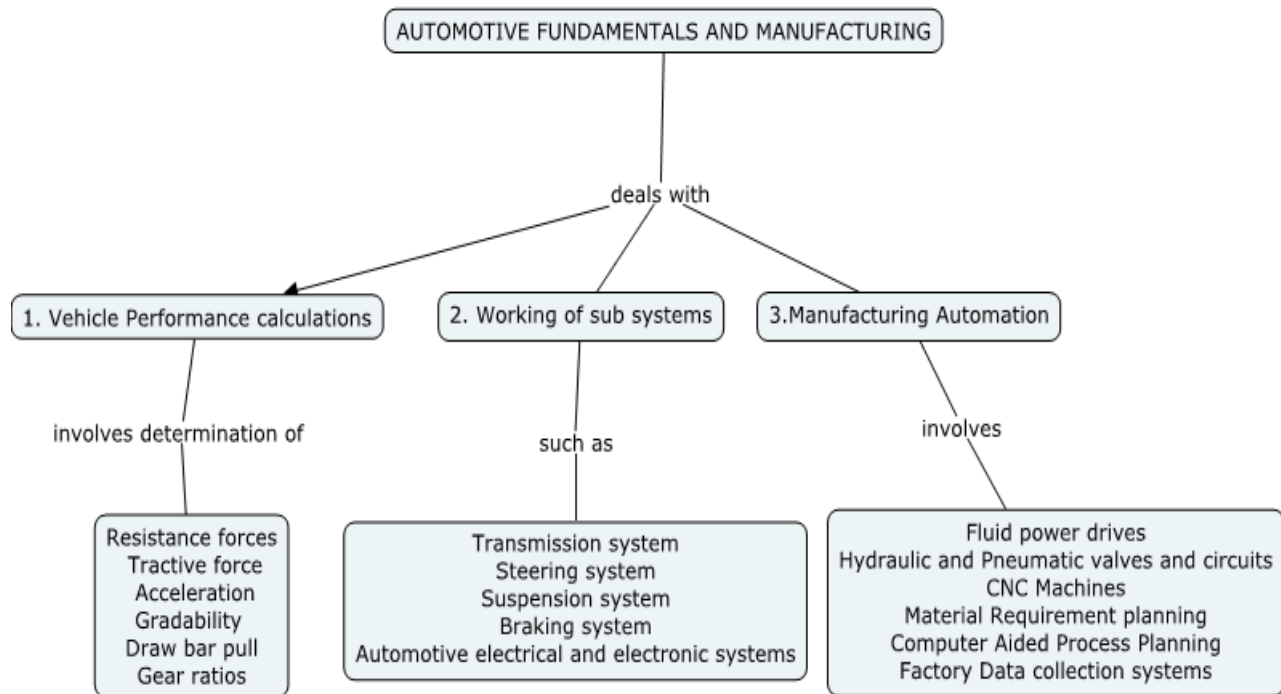 AUTOMOTIVE FUNDAMENTALS AND MANUFACTURING
deals with
1. Vehicle Performance calculations
2. Working of sub systems
3.Manufacturing Automation
involves determination of
such as
involves
Resistance forces
Tractive force
Acceleration
Gradability
Draw bar pull
Gear ratios
Transmission system
Steering system
Suspension system
Braking system
Automotive electrical and electronic systems
Fluid power drives
Hydraulic and Pneumatic valves and circuits
CNC Machines
Material Requirement planning
Computer Aided Process Planning
Factory Data collection systems